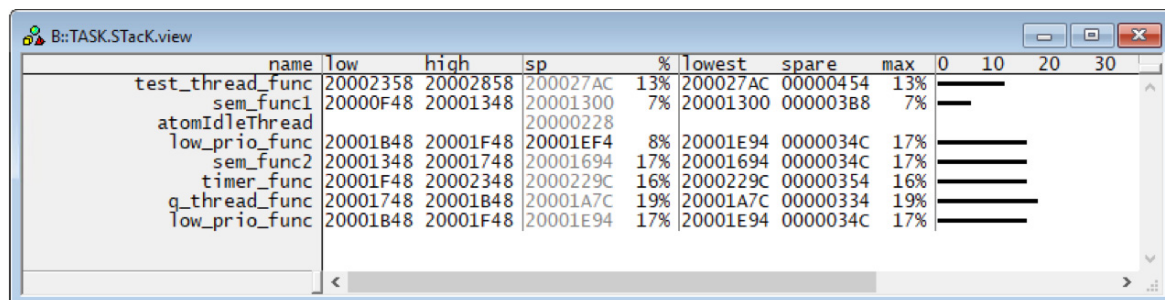 B::TASK.STacK.view
name low high sp % lowest spare max 0 10 20 30
test_thread_func 20002358 20002858 200027AC 13% 200027AC 00000454 13%
sem_func1 20000F48 20001348 20001300 7% 20001300 000003B8 7%
atomIdleThread 20000228
low_prio_func 20001B48 20001F48 20001EF4 8% 20001E94 0000034C 17%
sem_func2 20001348 20001748 20001694 17% 20001694 0000034C 17%
timer_func 20001F48 20002348 2000229C 16% 2000229C 00000354 16%
q_thread_func 20001748 20001B48 20001A7C 19% 20001A7C 00000334 19%
low_prio_func 20001B48 20001F48 20001E94 17% 20001E94 0000034C 17%